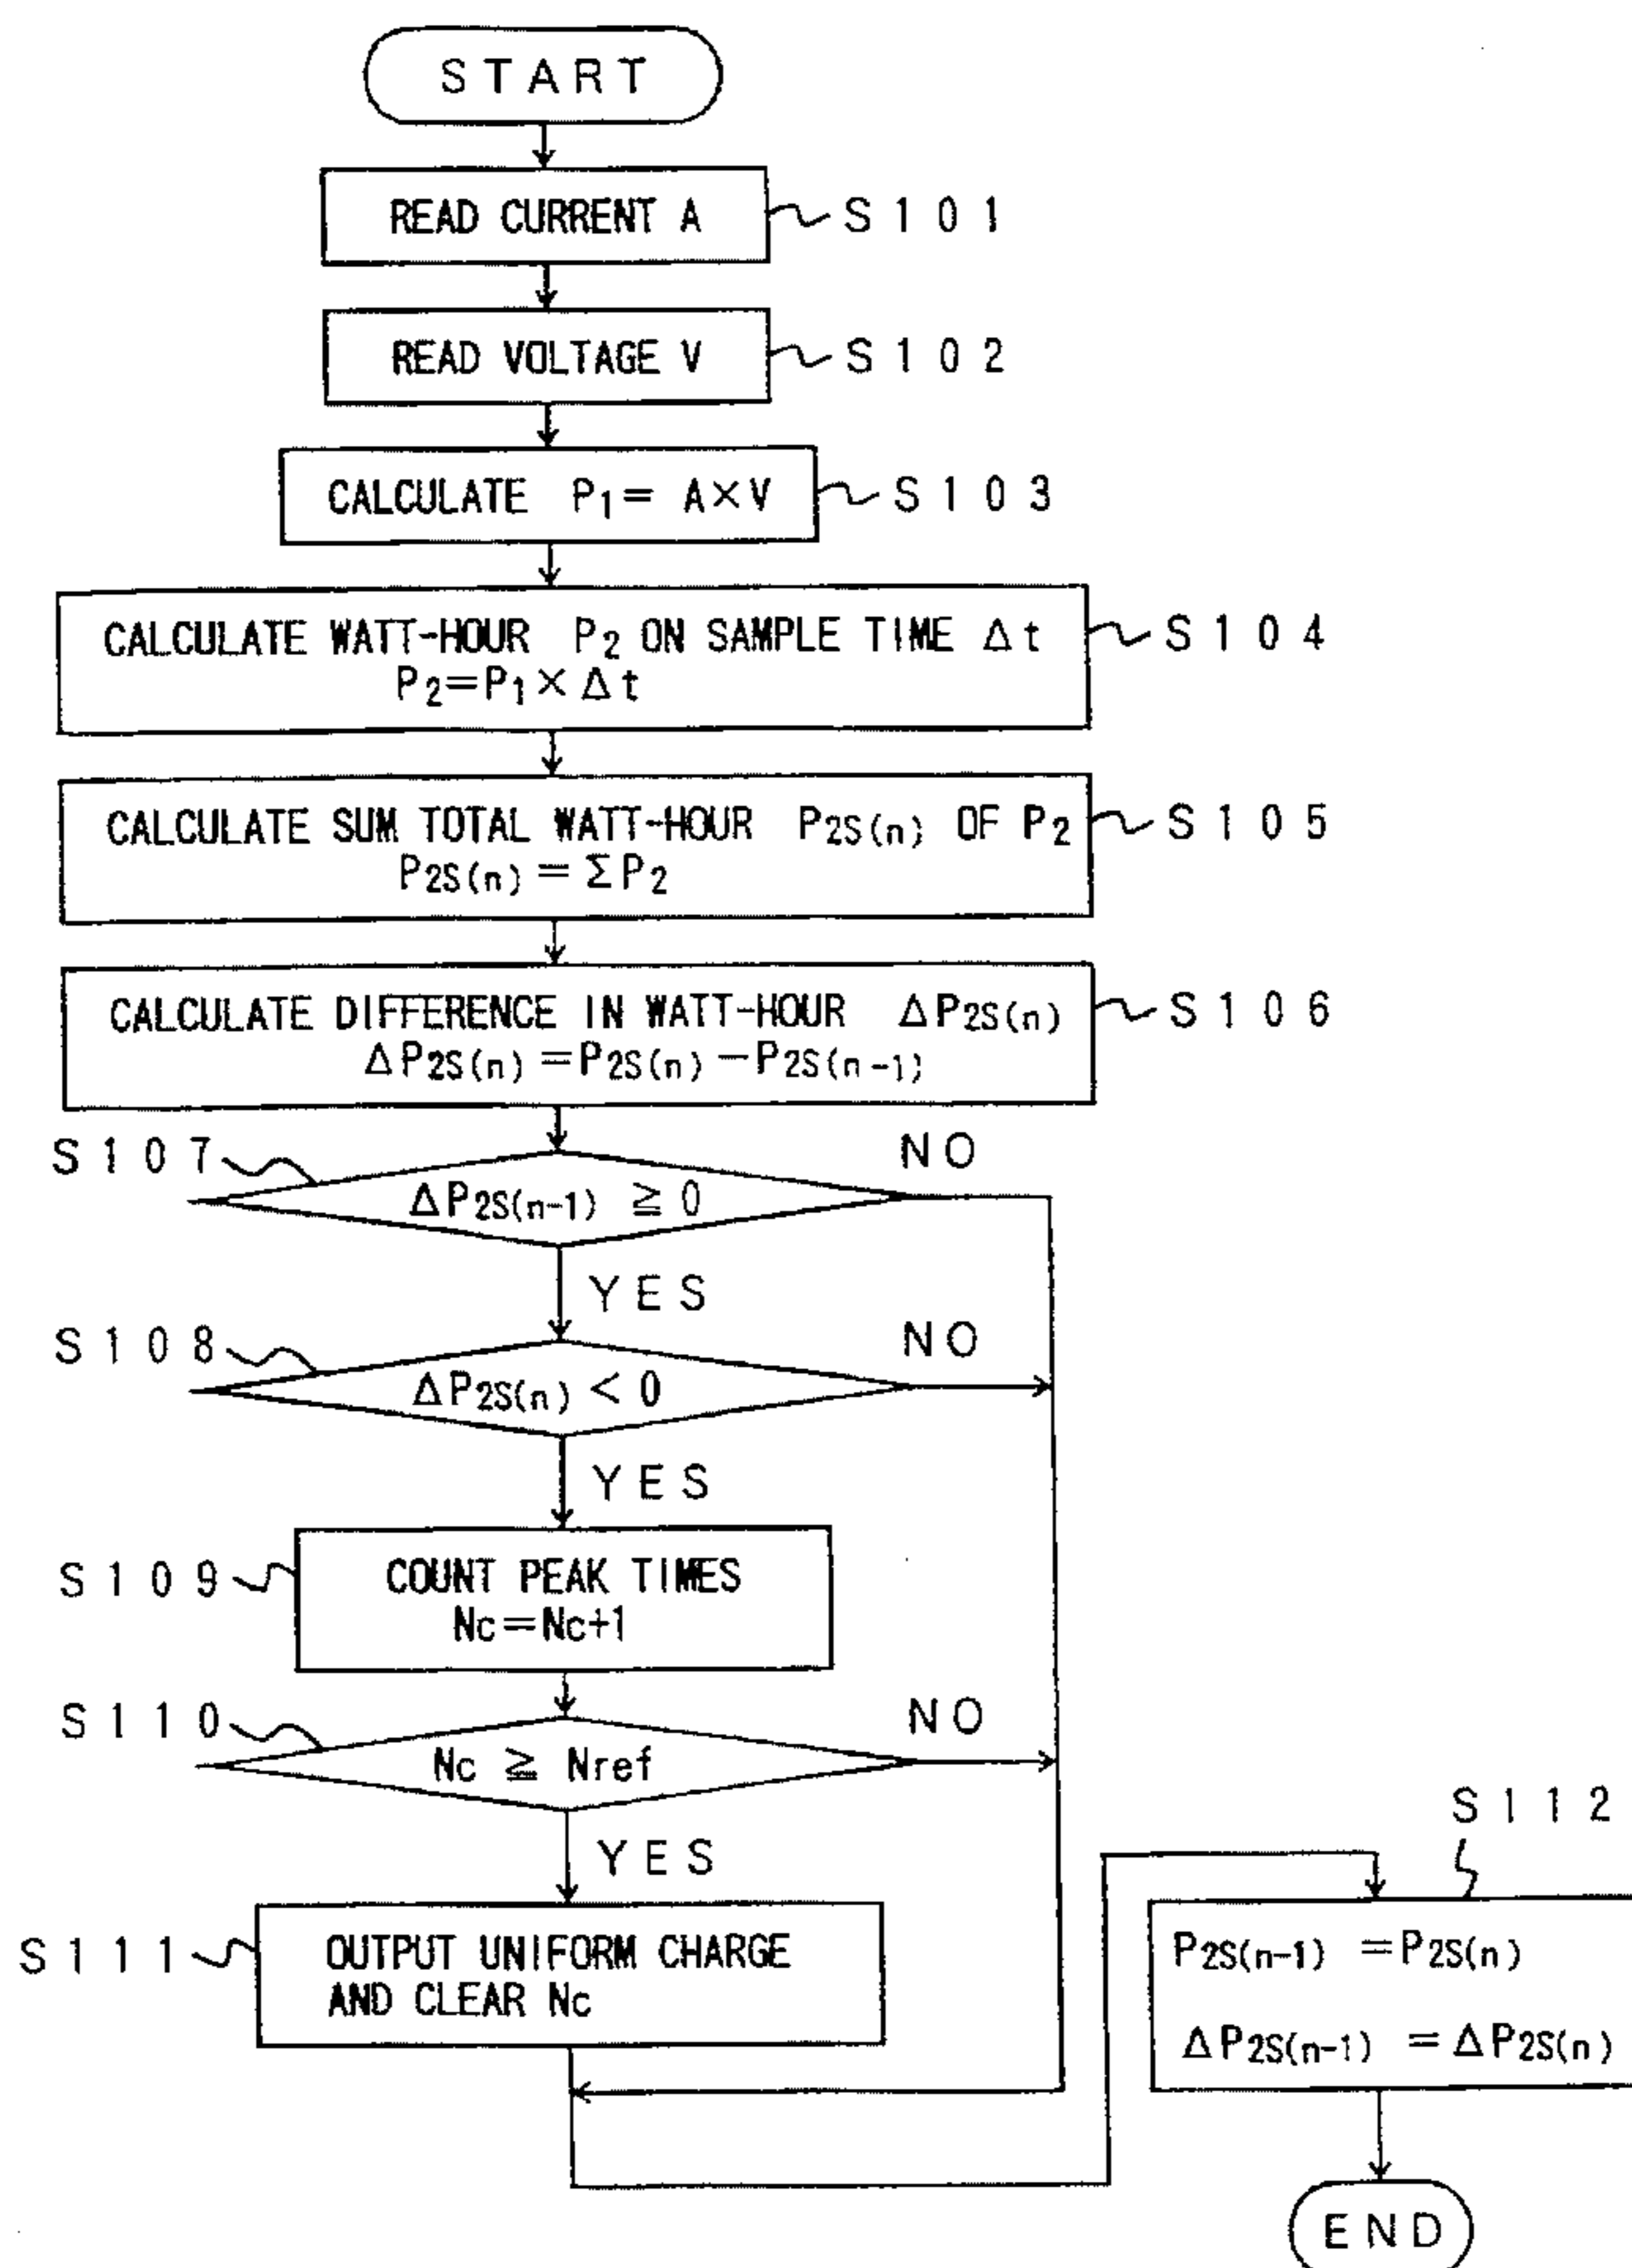 START
READ CURRENT A
S101
READ VOLTAGE V
S102
CALCULATE P1 = A×V
S103
CALCULATE WATT-HOUR P2 ON SAMPLE TIME Δt
P2=P1×Δt
S104
CALCULATE SUM TOTAL WATT-HOUR P2S(n) OF P2
P2S(n) = ΣP2
S105
CALCULATE DIFFERENCE IN WATT-HOUR ΔP2S(n)
ΔP2S(n) = P2S(n) − P2S(n-1)
S106
S107
ΔP2S(n-1) ≧ 0
NO
YES
S108
ΔP2S(n) < 0
NO
YES
S109
COUNT PEAK TIMES
Nc=Nc+1
S110
Nc ≧ Nref
NO
YES
S111
OUTPUT UNIFORM CHARGE
AND CLEAR Nc
S112
P2S(n-1) = P2S(n)
ΔP2S(n-1) = ΔP2S(n)
END